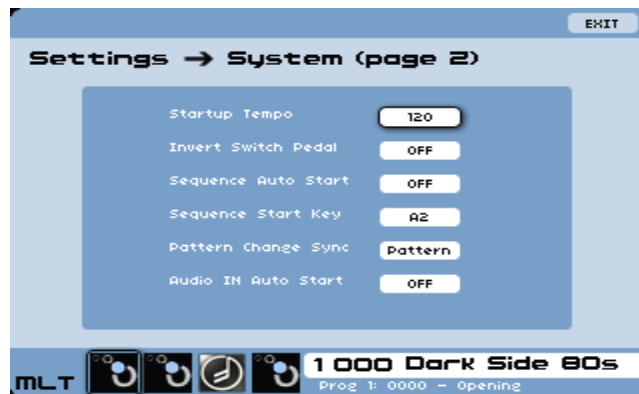 EXIT
Settings → System (page 2)
Startup Tempo 120
Invert Switch Pedal OFF
Sequence Auto Start OFF
Sequence Start Key A2
Pattern Change Sync Pattern
Audio IN Auto Start OFF
MLT 1 000 Dark Side 80s
Prog 1: 0000 - Opening